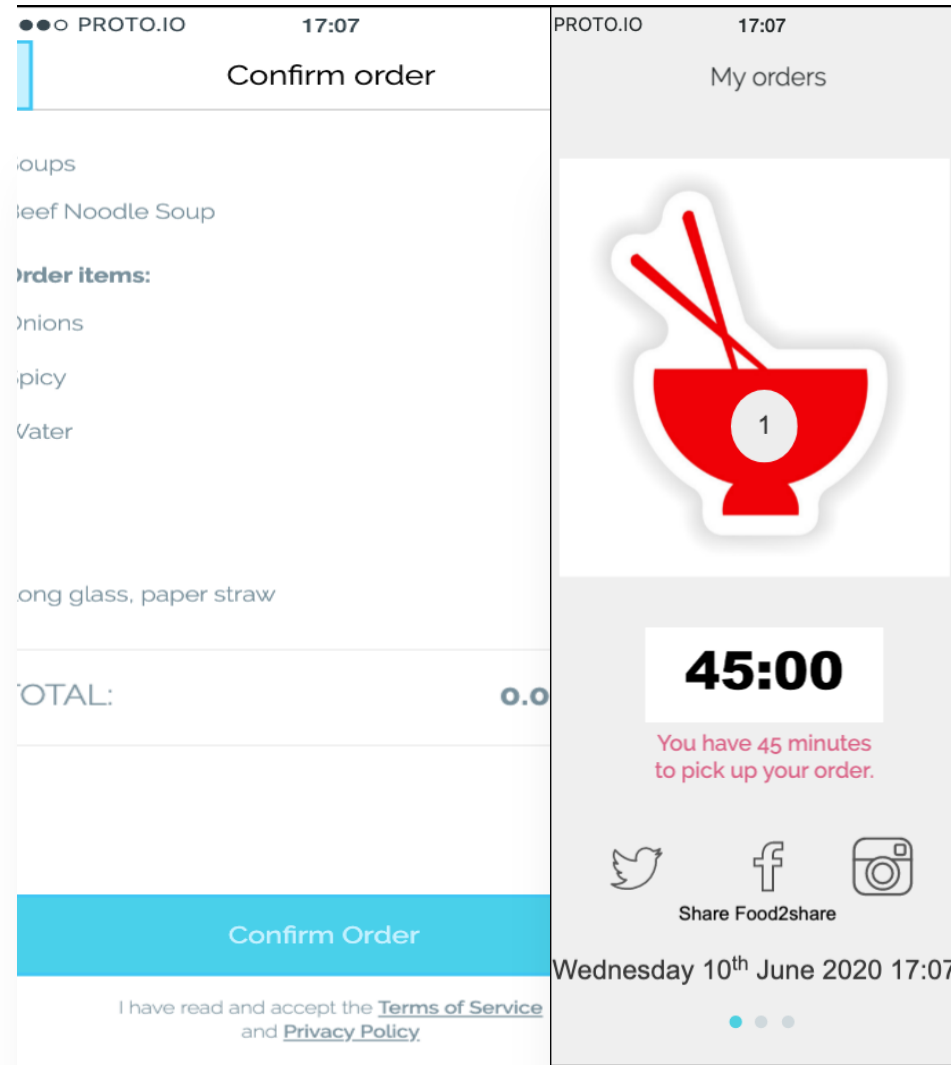 PROTO.IO 17:07
Confirm order
oups
eef Noodle Soup
rder items:
nions
picy
ater
ong glass, paper straw
TOTAL:
0.0
Confirm Order
I have read and accept the Terms of Service
and Privacy Policy
PROTO.IO 17:07
My orders
1
45:00
You have 45 minutes
to pick up your order.
Share Food2share
Wednesday 10th June 2020 17:07